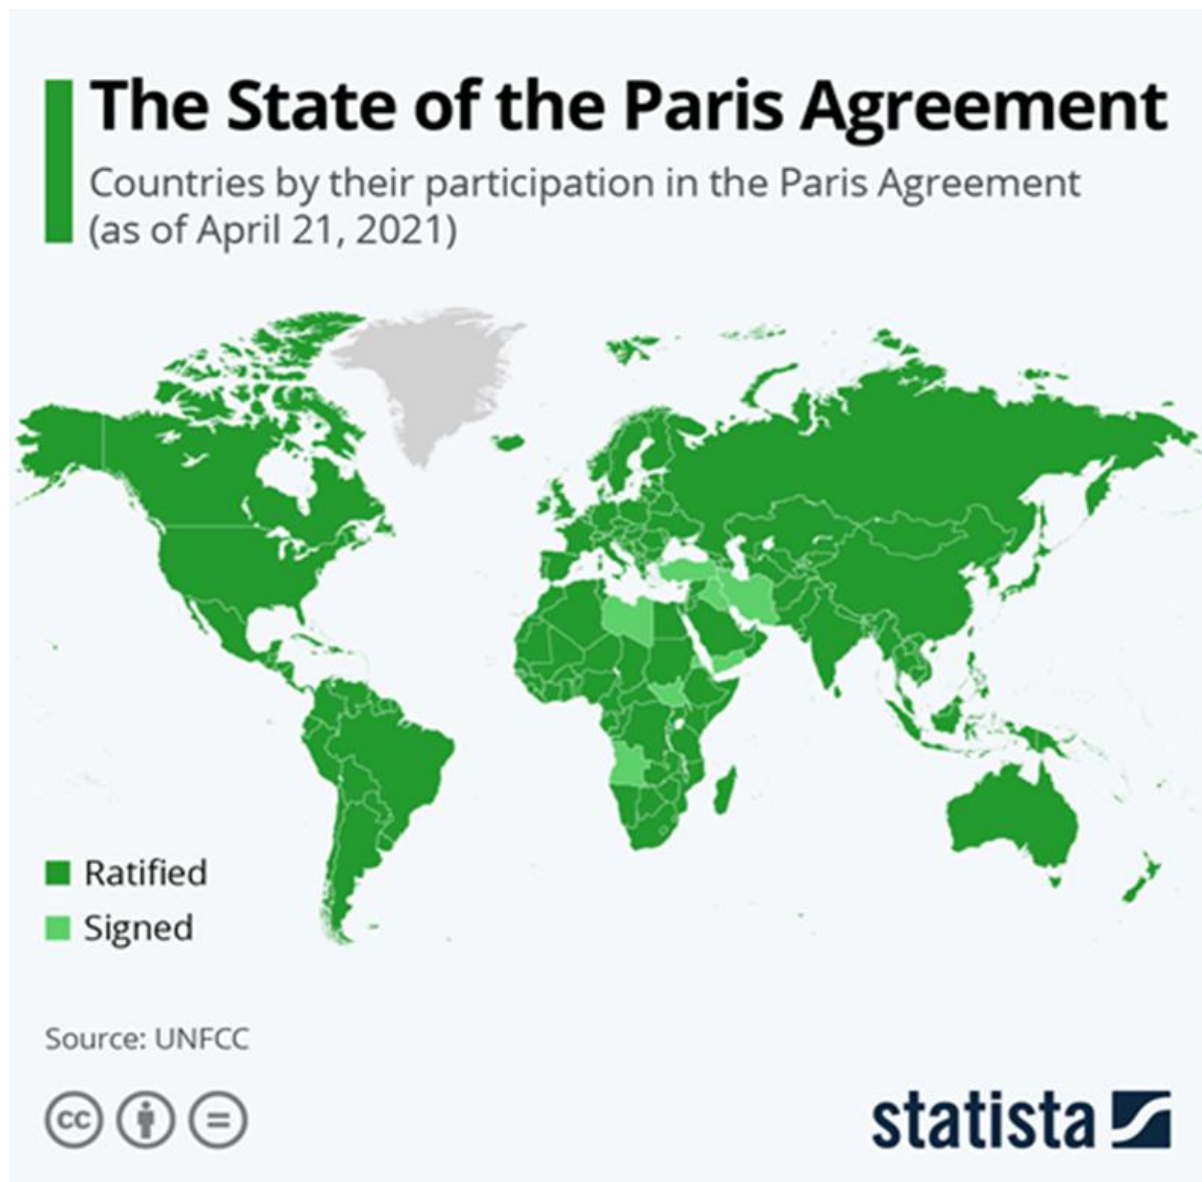 The State of the Paris Agreement
Countries by their participation in the Paris Agreement
(as of April 21, 2021)
Ratified
Signed
Source: UNFCC
cc
statista